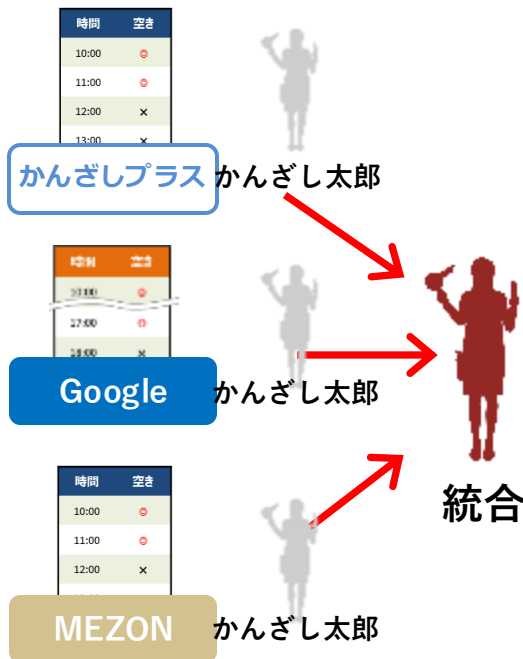 時間 空き
10:00 ◎
11:00 ◎
12:00 ×
13:00 ×
かんざしプラス かんざし太郎
時間 空き
10:00 ◎
17:00 ◎
18:00 ×
Google かんざし太郎
統合
時間 空き
10:00 ◎
11:00 ◎
12:00 ×
MEZON かんざし太郎